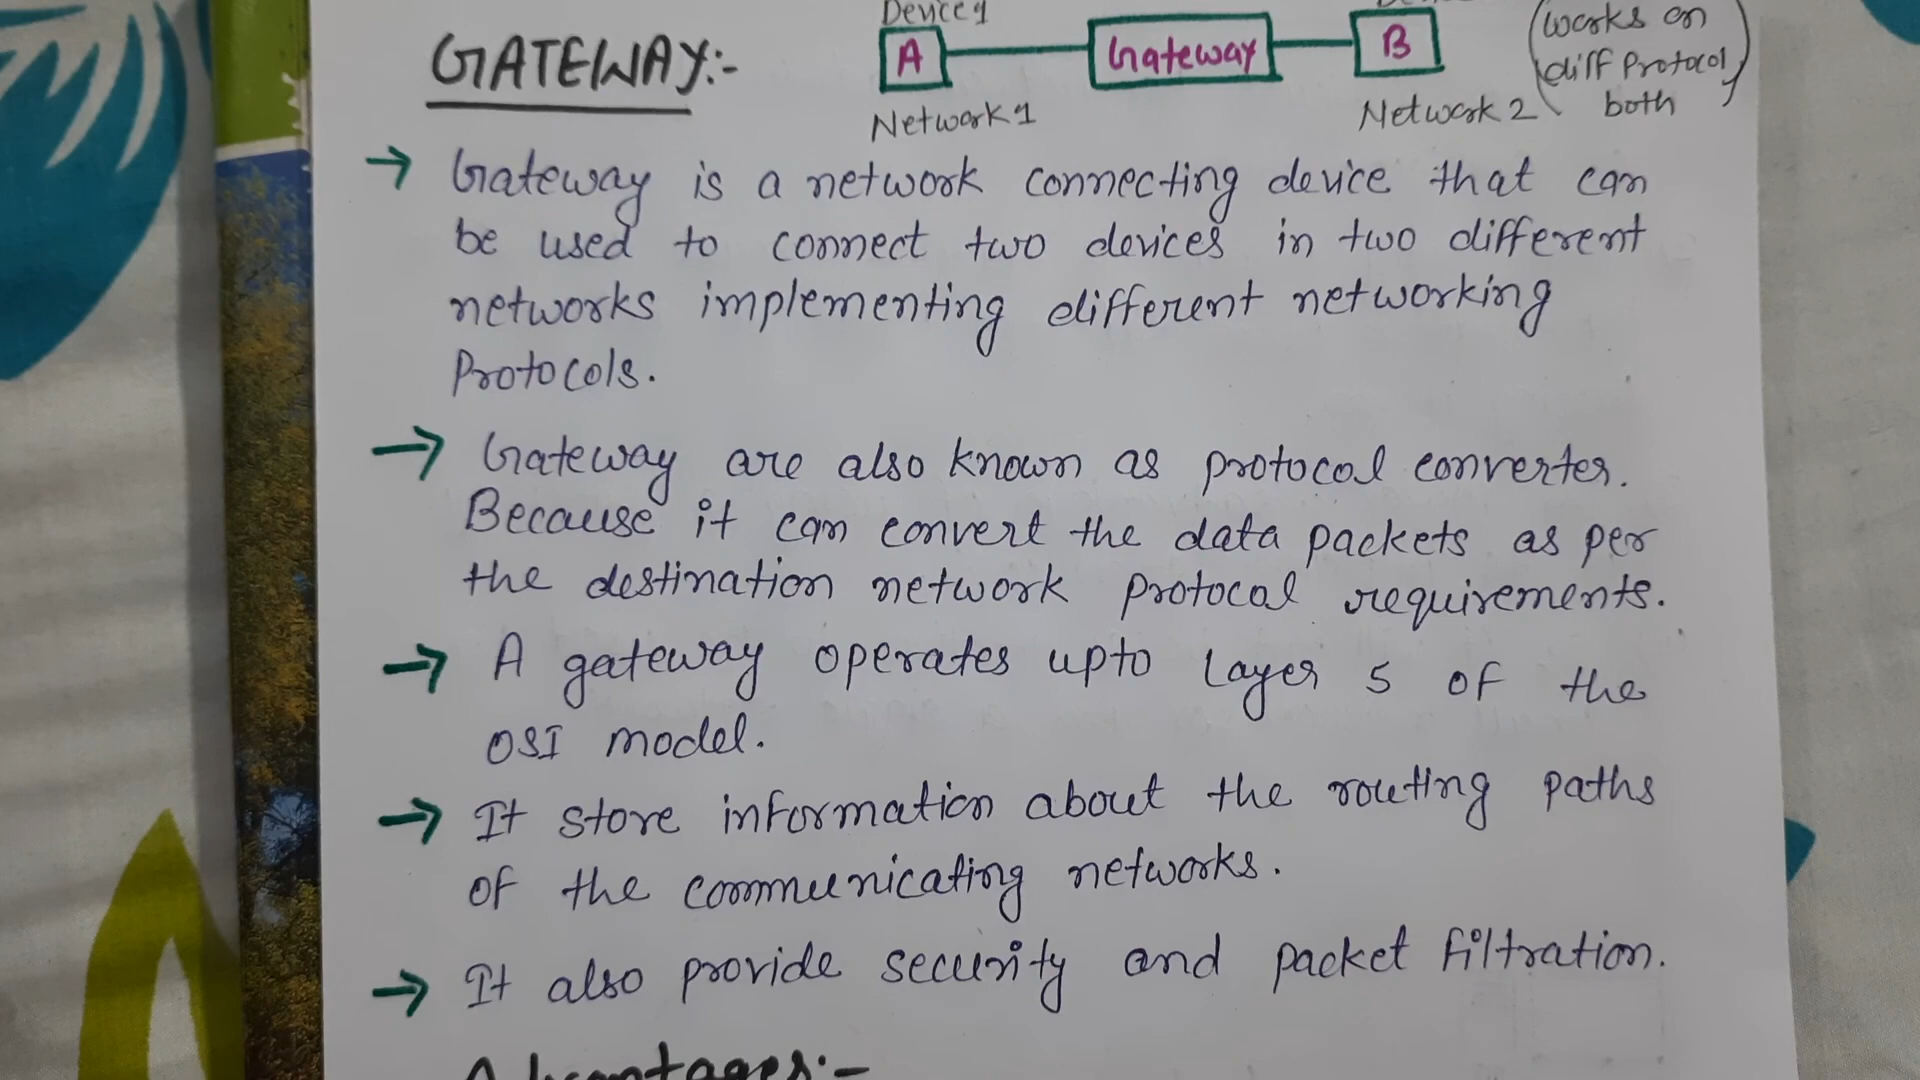 Device 1
GATEWAY:-
A Gateway B
Network 1
Network 2
(works on
diff Protocol
both)
→ Gateway is a network connecting device that can
be used to connect two devices in two different
networks implementing different networking
Protocols.
→ Gateway are also known as protocol converter.
Because it can convert the data packets as per
the destination network protocal requirements.
→ A gateway operates upto Layer 5 of the
OSI model.
→ It store information about the routing paths
of the communicating networks.
→ It also provide security and packet filtration.
Advantages:-